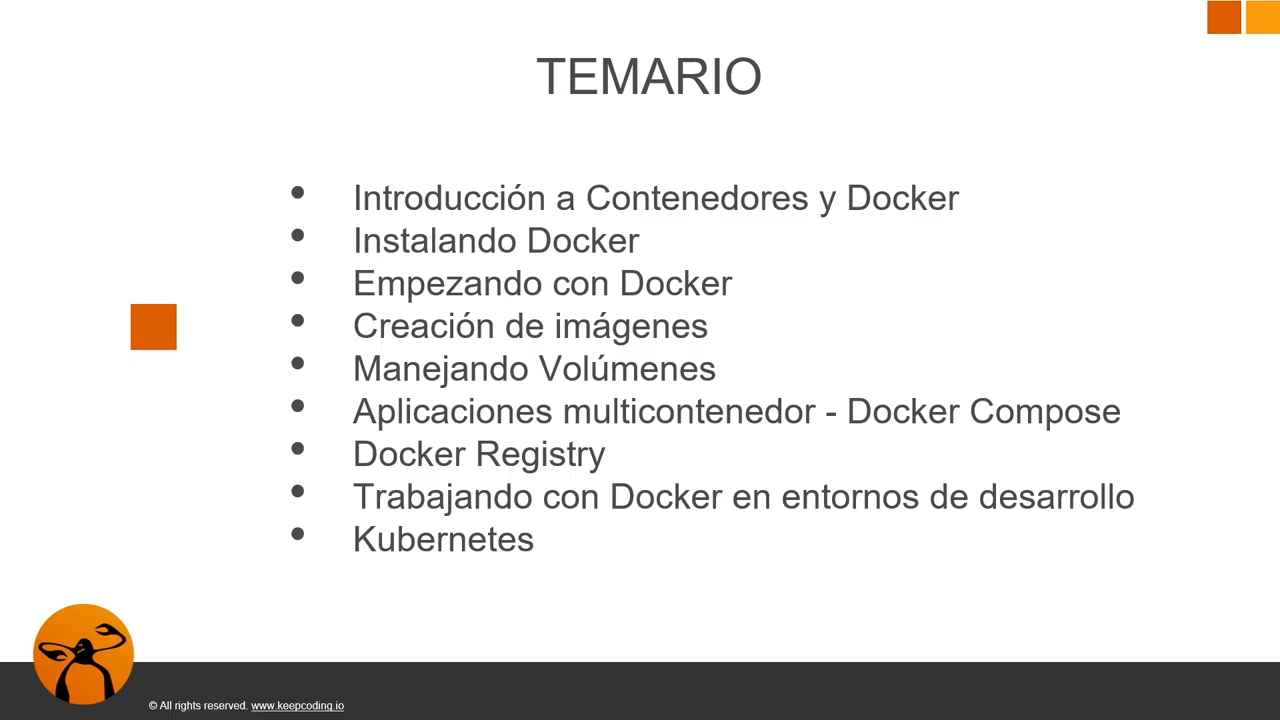 TEMARIO
• Introducción a Contenedores y Docker
• Instalando Docker
• Empezando con Docker
• Creación de imágenes
• Manejando Volúmenes
• Aplicaciones multicontenedor - Docker Compose
• Docker Registry
• Trabajando con Docker en entornos de desarrollo
• Kubernetes
© All rights reserved. www.keepcoding.io